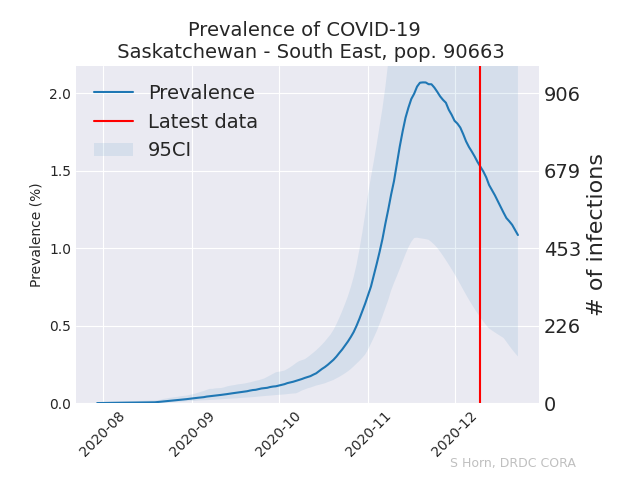 Prevalence of COVID-19
Saskatchewan - South East, pop. 90663
Prevalence
Latest data
95CI
Prevalence (%)
2.0
1.5
1.0
0.5
0.0
906
679
453
226
0
# of infections
2020-08
2020-09
2020-10
2020-11
2020-12
S Horn, DRDC CORA